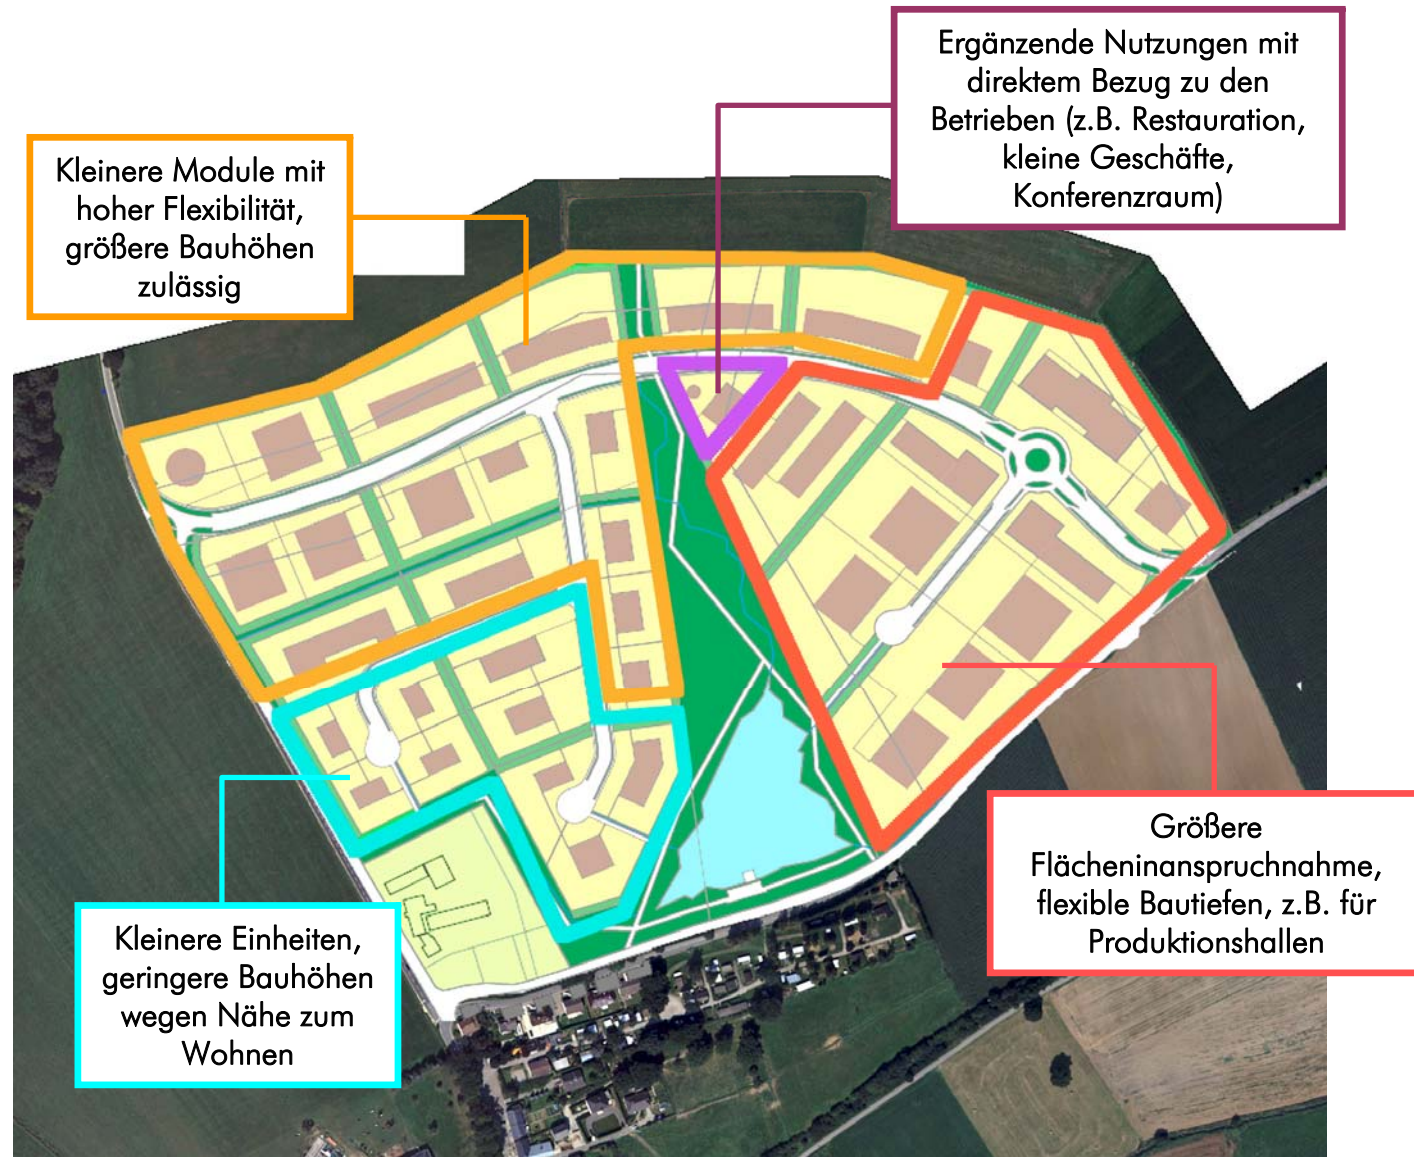 Ergänzende Nutzungen mit
direktem Bezug zu den
Betrieben (z.B. Restauration,
kleine Geschäfte,
Konferenzraum)
Kleinere Module mit
hoher Flexibilität,
größere Bauhöhen
zulässig
Größere
Flächeninanspruchnahme,
flexible Bautiefen, z.B. für
Produktionshallen
Kleinere Einheiten,
geringere Bauhöhen
wegen Nähe zum
Wohnen